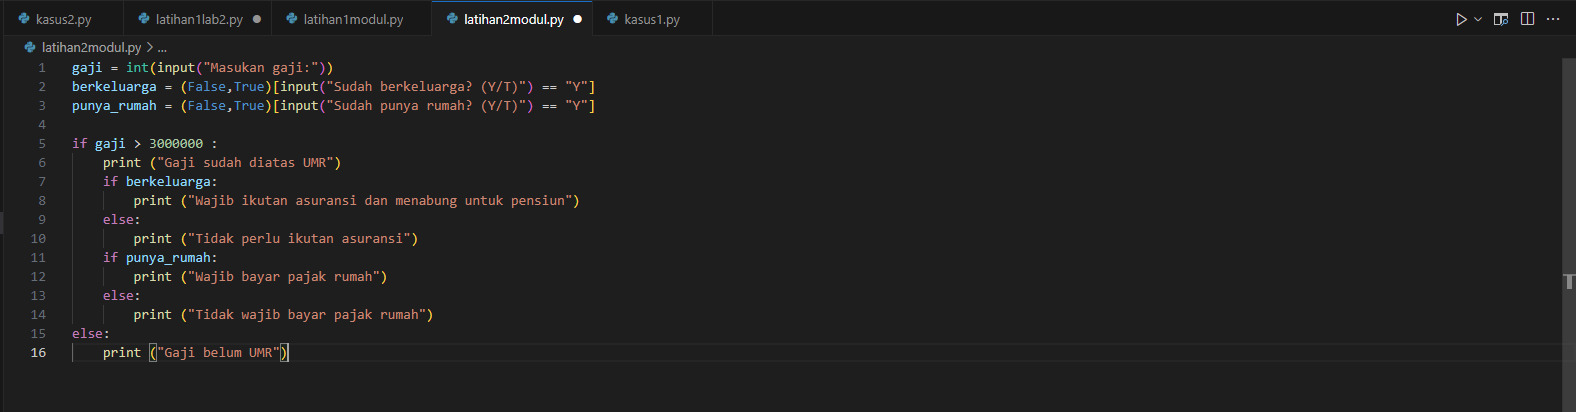 kasus2.py latihan1lab2.py latihan1modul.py latihan2modul.py kasus1.py
latihan2modul.py > ...
1 gaji = int(input("Masukan gaji:"))
2 berkeluarga = (False,True)[input("Sudah berkeluarga? (Y/T)") == "Y"]
3 punya_rumah = (False,True)[input("Sudah punya rumah? (Y/T)") == "Y"]
4
5 if gaji > 3000000 :
6     print ("Gaji sudah diatas UMR")
7     if berkeluarga:
8         print ("Wajib ikutan asuransi dan menabung untuk pensiun")
9     else:
10         print ("Tidak perlu ikutan asuransi")
11     if punya_rumah:
12         print ("Wajib bayar pajak rumah")
13     else:
14         print ("Tidak wajib bayar pajak rumah")
15 else:
16     print ("Gaji belum UMR")